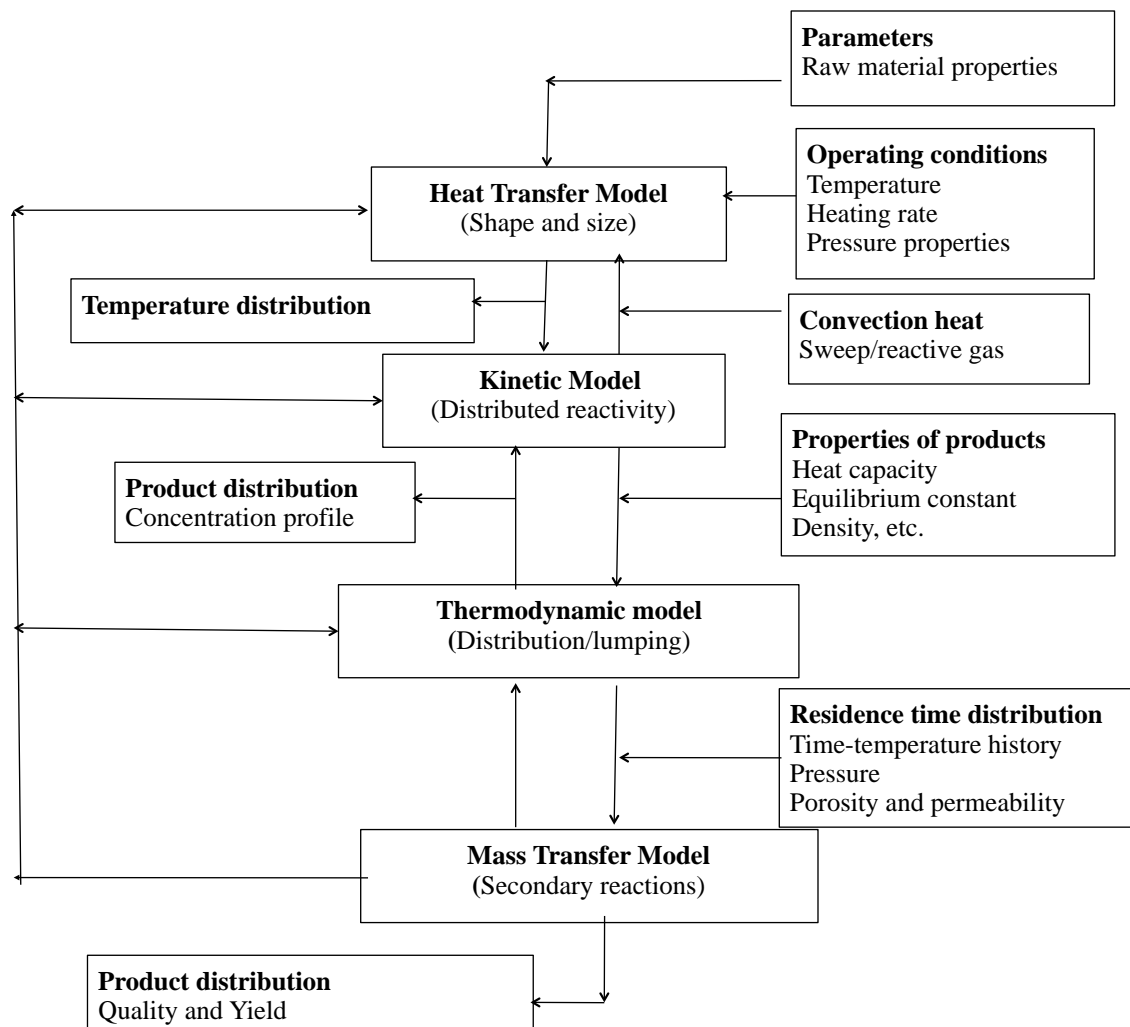 Parameters
Raw material properties
Operating conditions
Temperature
Heating rate
Pressure properties
Heat Transfer Model
(Shape and size)
Temperature distribution
Convection heat
Sweep/reactive gas
Kinetic Model
(Distributed reactivity)
Properties of products
Heat capacity
Equilibrium constant
Density, etc.
Product distribution
Concentration profile
Thermodynamic model
(Distribution/lumping)
Residence time distribution
Time-temperature history
Pressure
Porosity and permeability
Mass Transfer Model
(Secondary reactions)
Product distribution
Quality and Yield